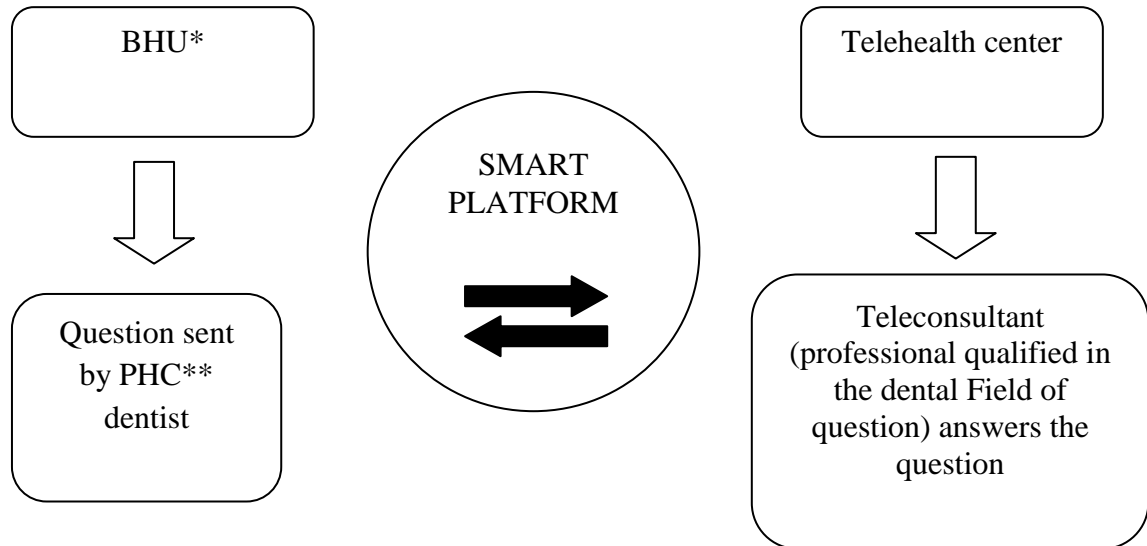 BHU*
Question sent
by PHC**
dentist
SMART
PLATFORM
Telehealth center
Teleconsultant
(professional qualified in
the dental Field of
question) answers the
question